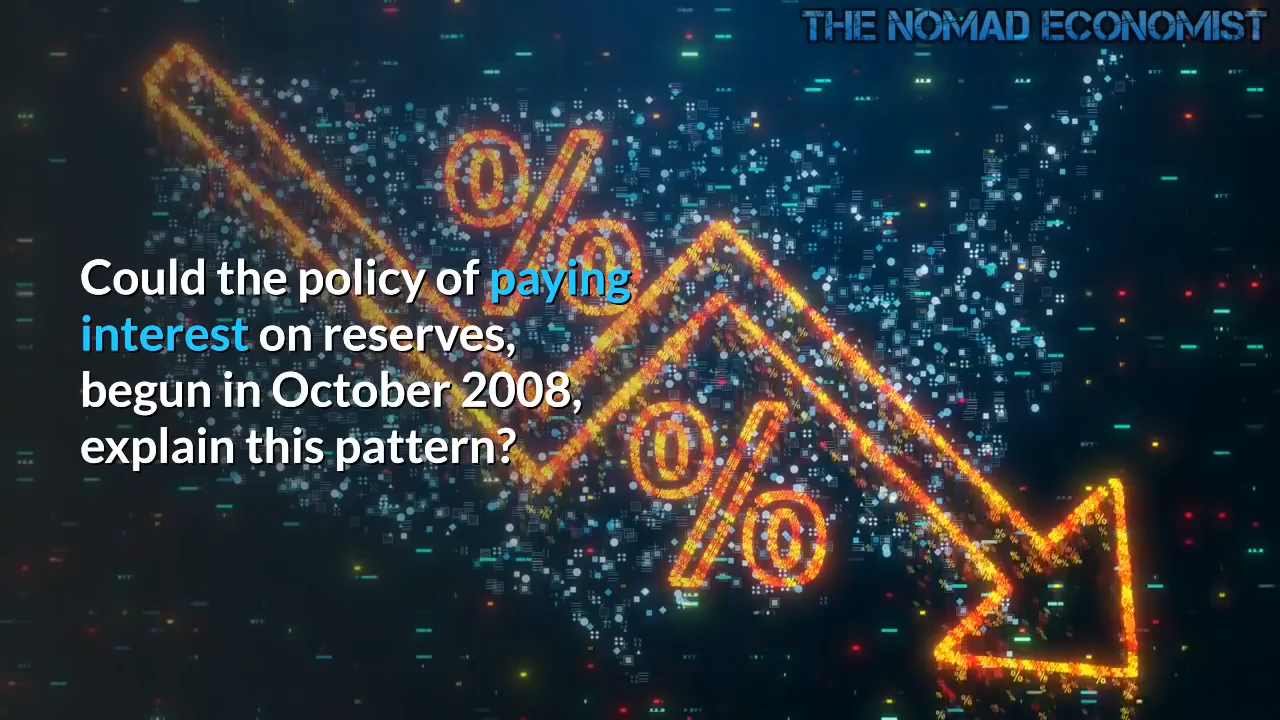 THE NOMAD ECONOMIST
%
Could the policy of paying
interest on reserves,
begun in October 2008,
explain this pattern?
%